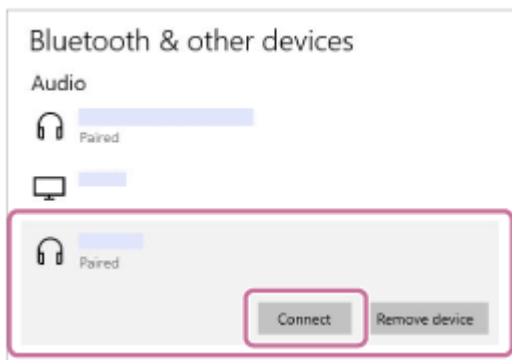 Bluetooth & other devices
Audio
Paired
Paired
Connect Remove device